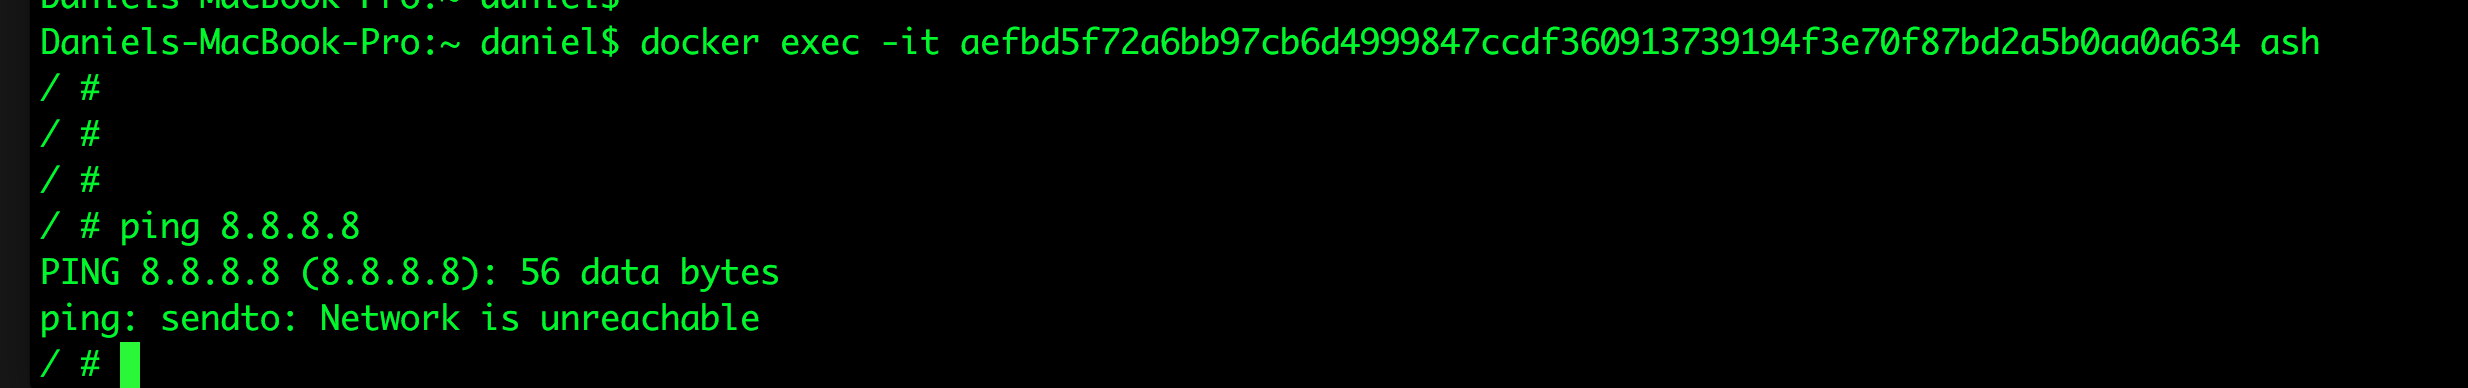 Daniels-MacBook-Pro:~ daniel$
Daniels-MacBook-Pro:~ daniel$ docker exec -it aefbd5f72a6bb97cb6d4999847ccdf360913739194f3e70f87bd2a5b0aa0a634 ash
/ #
/ #
/ #
/ # ping 8.8.8.8
PING 8.8.8.8 (8.8.8.8): 56 data bytes
ping: sendto: Network is unreachable
/ #